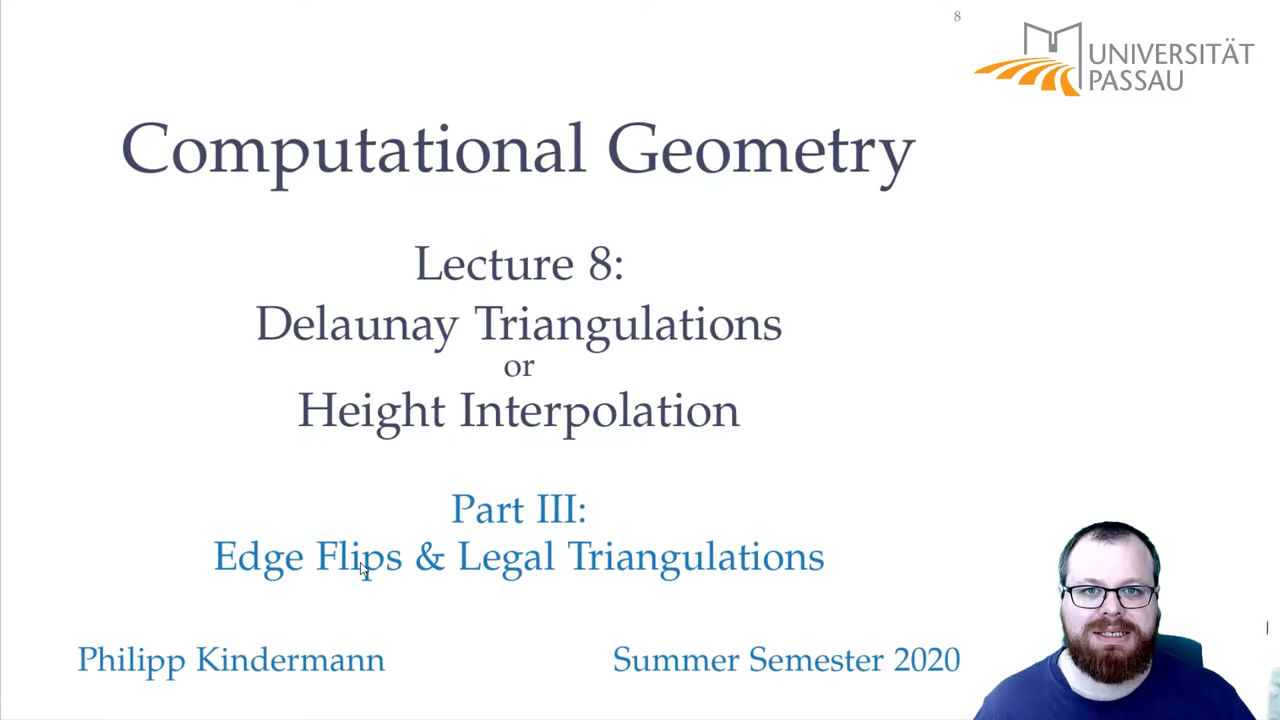 8
UNIVERSITÄT
PASSAU
Computational Geometry
Lecture 8:
Delaunay Triangulations
or
Height Interpolation
Part III:
Edge Flips & Legal Triangulations
Philipp Kindermann
Summer Semester 2020